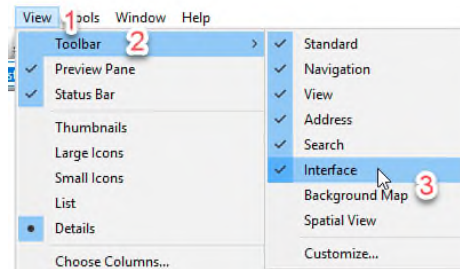 View Tools Window Help
1
Toolbar
2
Preview Pane
Status Bar
Thumbnails
Large Icons
Small Icons
List
Details
Choose Columns...
Standard
Navigation
View
Address
Search
Interface
Background Map
3
Spatial View
Customize...